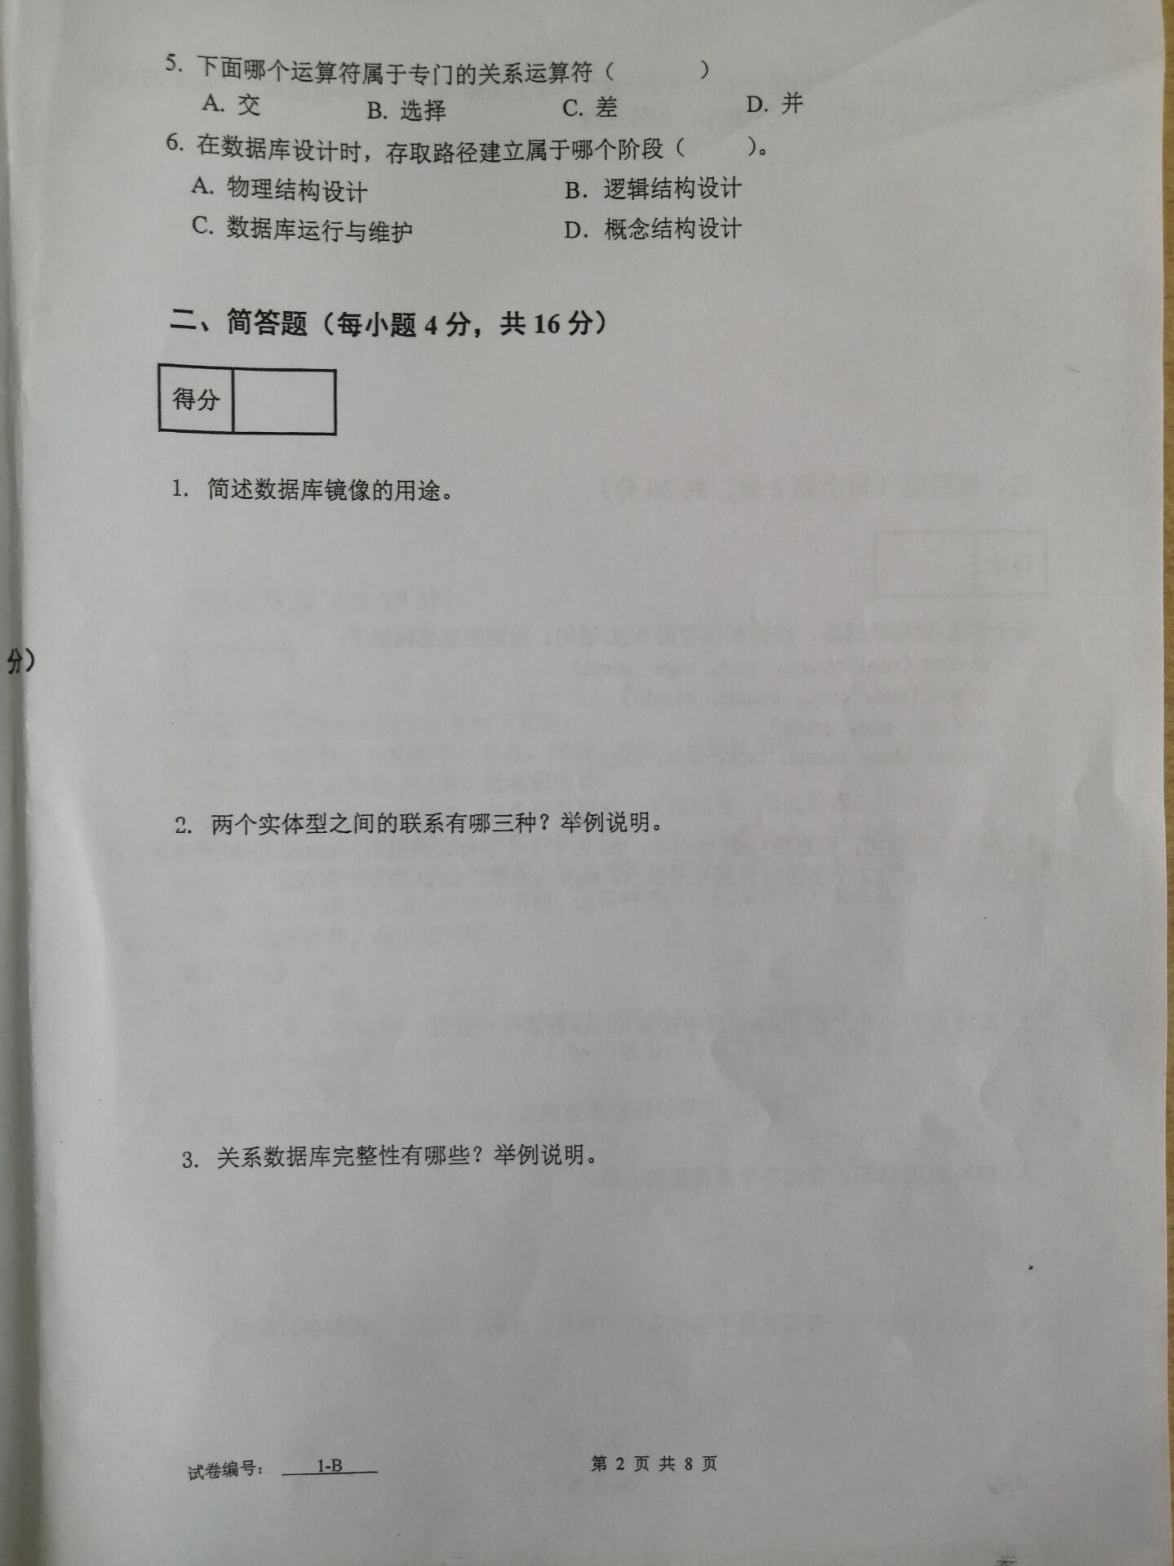 5. 下面哪个运算符属于专门的关系运算符（ ）
A. 交 B. 选择 C. 差 D. 并
6. 在数据库设计时，存取路径建立属于哪个阶段（ ）。
A. 物理结构设计 B. 逻辑结构设计
C. 数据库运行与维护 D. 概念结构设计
二、简答题（每小题 4 分，共 16 分）
得分
1. 简述数据库镜像的用途。
分）
2. 两个实体型之间的联系有哪三种？举例说明。
3. 关系数据库完整性有哪些？举例说明。
试卷编号： 1-B 第 2 页 共 8 页